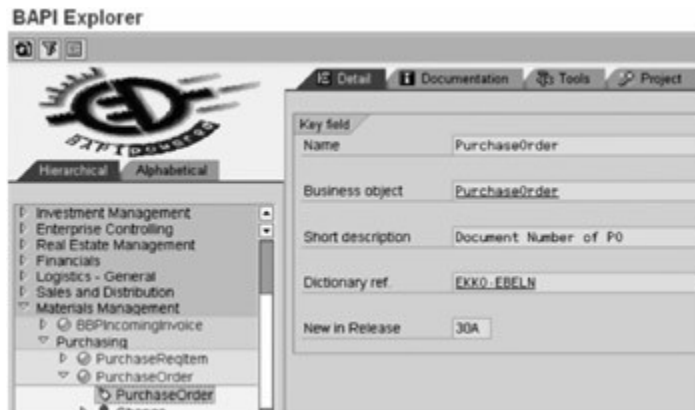 BAPI Explorer
Detail Documentation Tools Project
BAPIpowered
Hierarchical Alphabetical
Key field
Name PurchaseOrder
Business object PurchaseOrder
Short description Document Number of PO
Dictionary ref. EKKO-EBELN
New in Release 30A
Investment Management
Enterprise Controlling
Real Estate Management
Financials
Logistics - General
Sales and Distribution
Materials Management
BBPIncomingInvoice
Purchasing
PurchaseReqItem
PurchaseOrder
PurchaseOrder